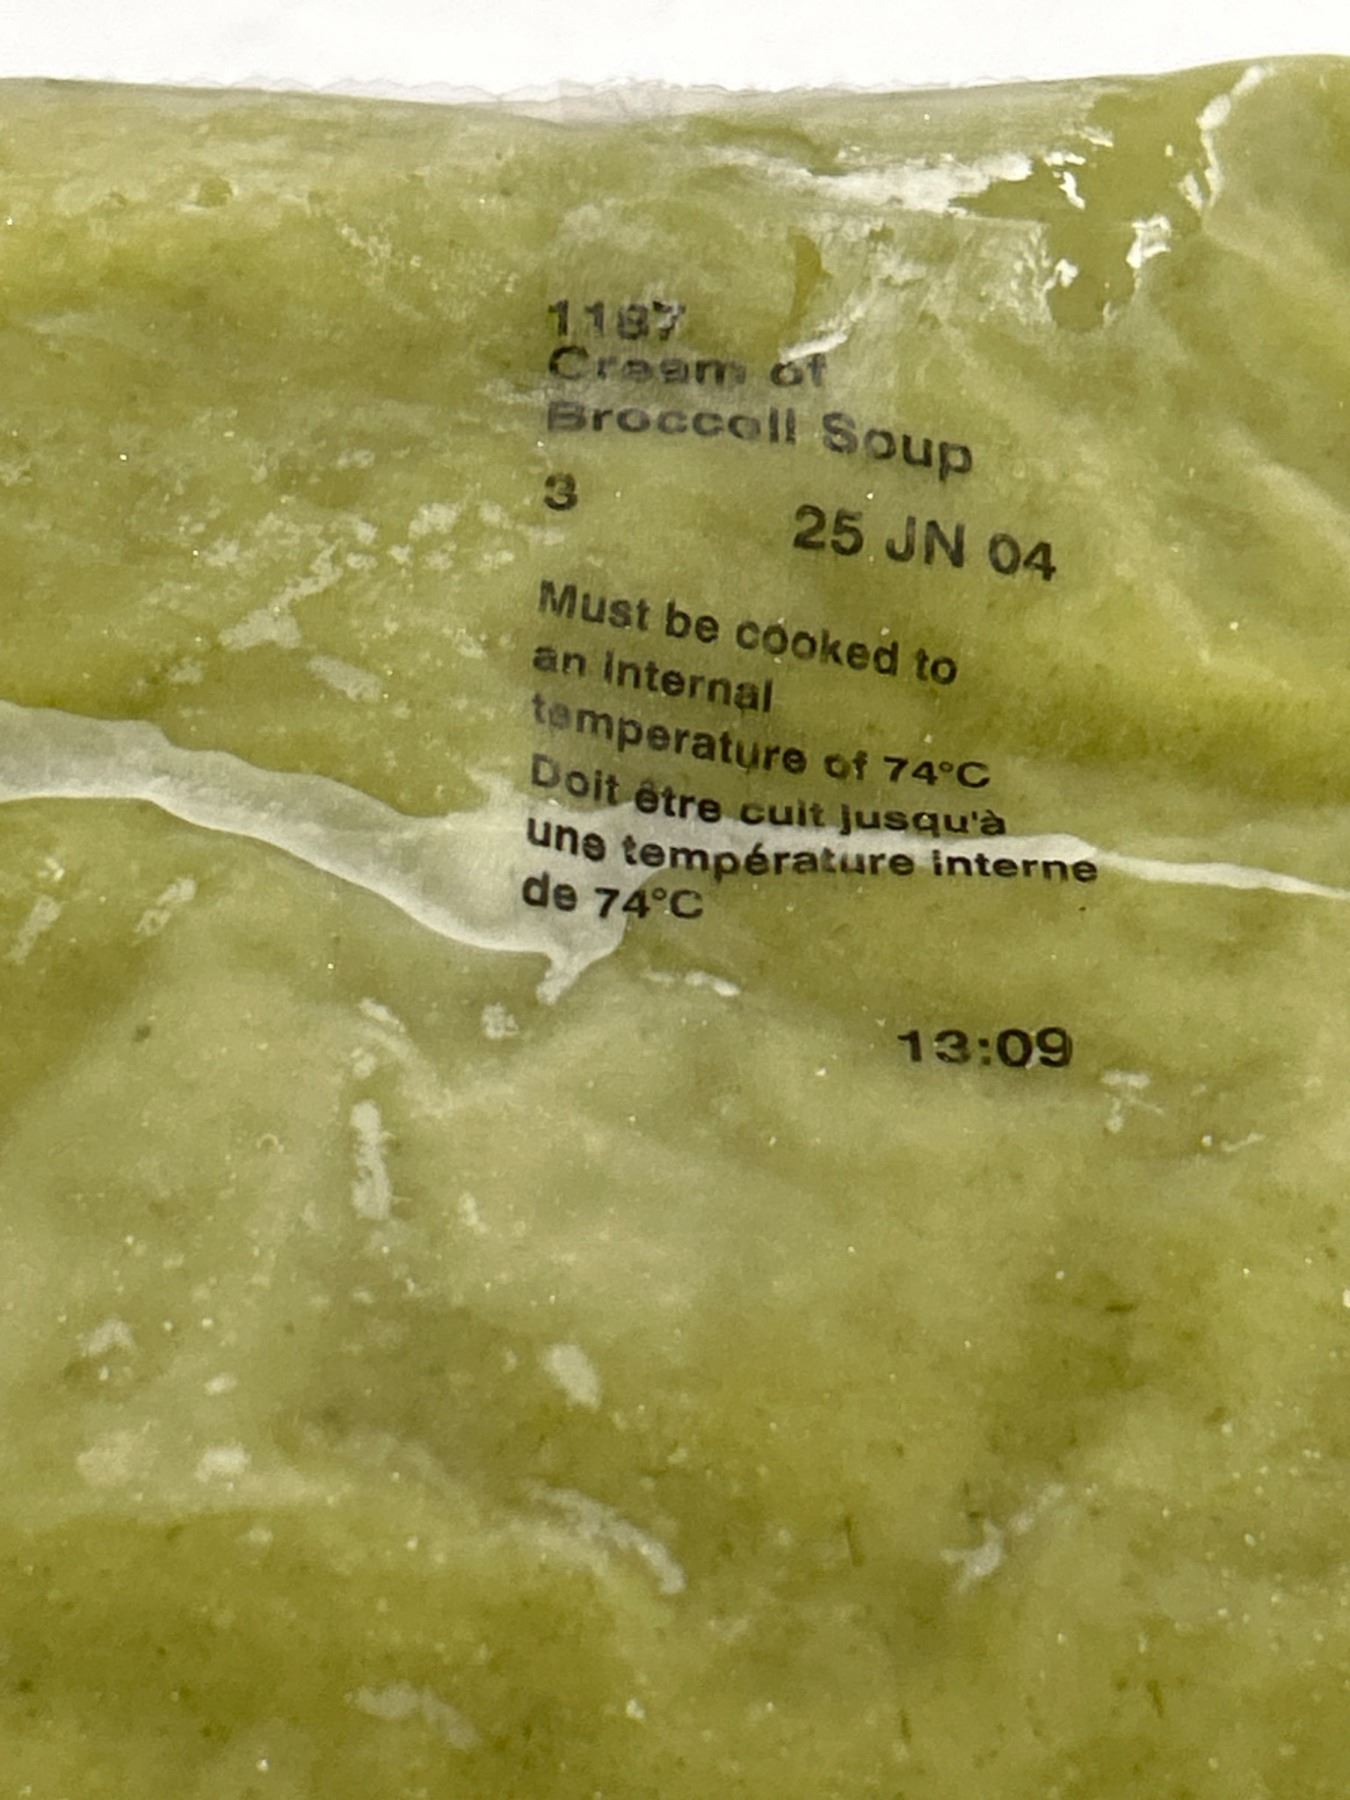 1187
Cream of
Broccoli Soup
3 25 JN 04
Must be cooked to
an internal
temperature of 74°C
Doit être cuit jusqu'à
une température interne
de 74°C
13:09